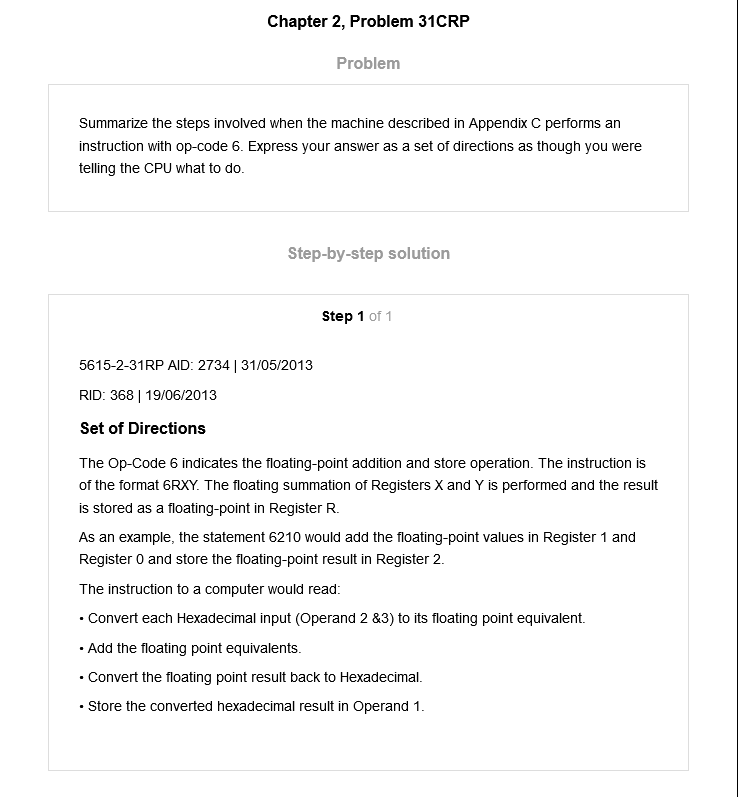 Chapter 2, Problem 31CRP
Problem
Summarize the steps involved when the machine described in Appendix C performs an
instruction with op-code 6. Express your answer as a set of directions as though you were
telling the CPU what to do.
Step-by-step solution
Step 1 of 1
5615-2-31RP AID: 2734 | 31/05/2013
RID: 368 | 19/06/2013
Set of Directions
The Op-Code 6 indicates the floating-point addition and store operation. The instruction is
of the format 6RXY. The floating summation of Registers X and Y is performed and the result
is stored as a floating-point in Register R.
As an example, the statement 6210 would add the floating-point values in Register 1 and
Register 0 and store the floating-point result in Register 2.
The instruction to a computer would read:
• Convert each Hexadecimal input (Operand 2 &3) to its floating point equivalent.
• Add the floating point equivalents.
• Convert the floating point result back to Hexadecimal.
• Store the converted hexadecimal result in Operand 1.